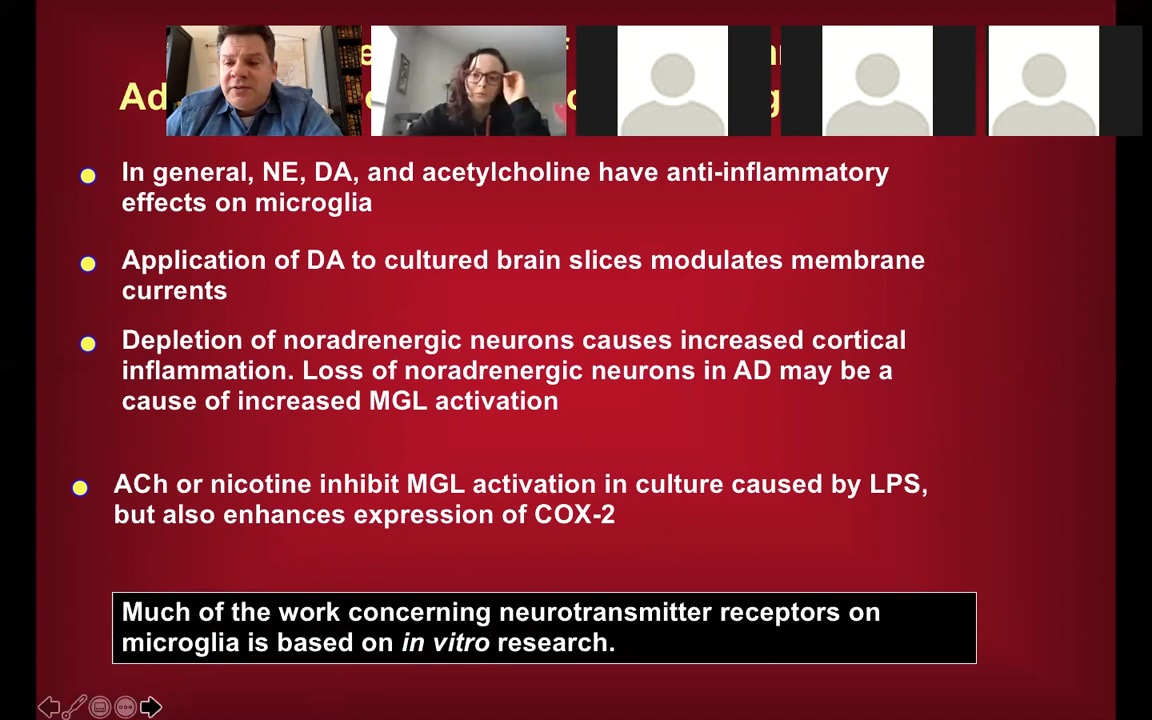 Ad
In general, NE, DA, and acetylcholine have anti-inflammatory
effects on microglia
Application of DA to cultured brain slices modulates membrane
currents
Depletion of noradrenergic neurons causes increased cortical
inflammation. Loss of noradrenergic neurons in AD may be a
cause of increased MGL activation
ACh or nicotine inhibit MGL activation in culture caused by LPS,
but also enhances expression of COX-2
Much of the work concerning neurotransmitter receptors on
microglia is based on in vitro research.